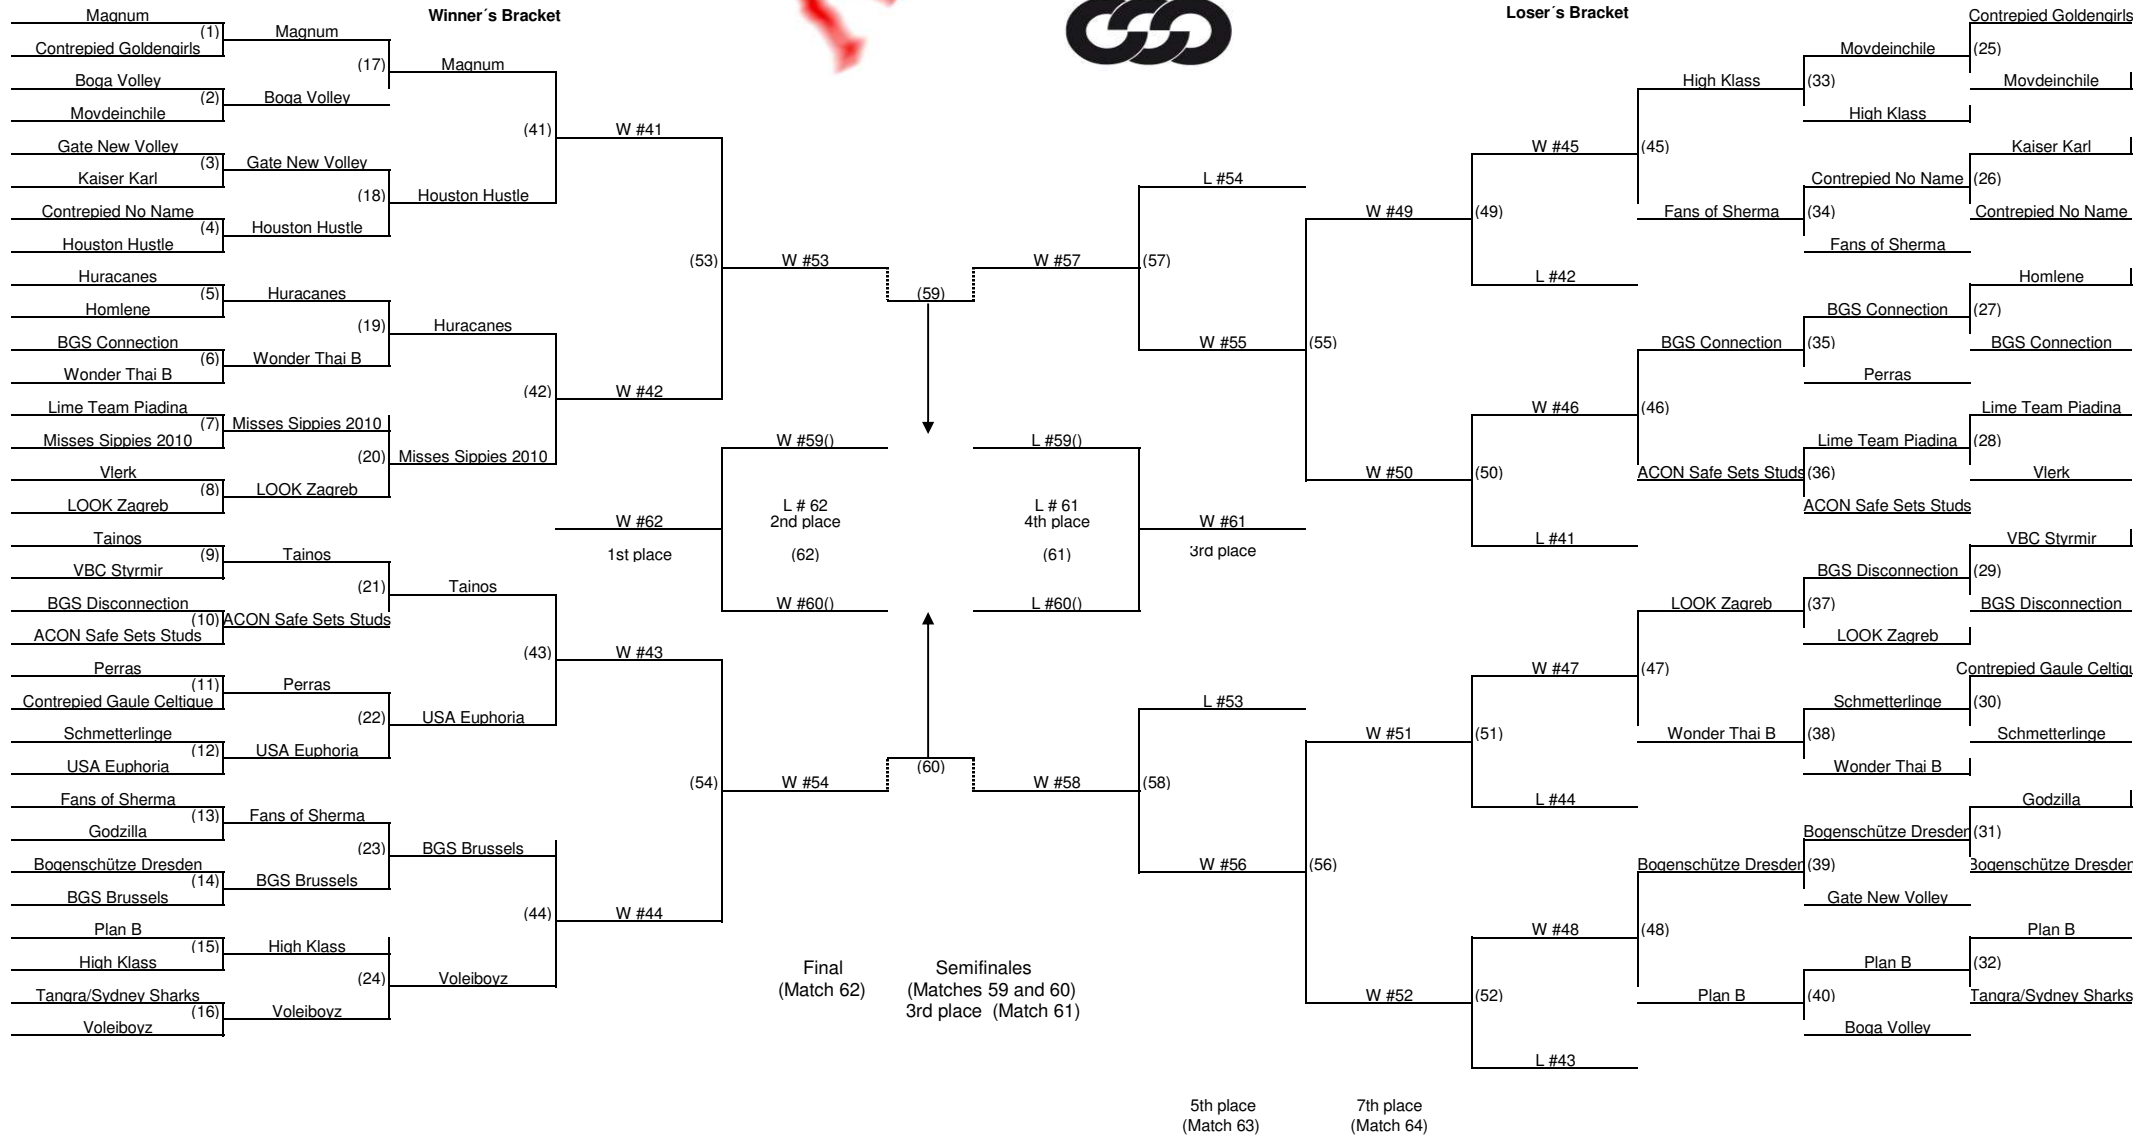 Winner´s Bracket
Loser´s Bracket
Magnum
(1)
Contrepied Goldengirls
Boga Volley
(2)
Movdeinchile
Gate New Volley
(3)
Kaiser Karl
Contrepied No Name
(4)
Houston Hustle
Huracanes
(5)
Homlene
BGS Connection
(6)
Wonder Thai B
Lime Team Piadina
(7)
Misses Sippies 2010
Vlerk
(8)
LOOK Zagreb
Tainos
(9)
VBC Styrmir
BGS Disconnection
(10)
ACON Safe Sets Studs
Perras
(11)
Contrepied Gaule Celtique
Schmetterlinge
(12)
USA Euphoria
Fans of Sherma
(13)
Godzilla
Bogenschütze Dresden
(14)
BGS Brussels
Plan B
(15)
High Klass
Tangra/Sydney Sharks
(16)
Voleiboyz
Magnum
(17)
Boga Volley
Gate New Volley
(18)
Houston Hustle
Huracanes
(19)
Wonder Thai B
Misses Sippies 2010
(20)
LOOK Zagreb
Tainos
(21)
ACON Safe Sets Studs
Perras
(22)
USA Euphoria
Fans of Sherma
(23)
BGS Brussels
High Klass
(24)
Voleiboyz
Magnum
(41)
Houston Hustle
Huracanes
(42)
Misses Sippies 2010
Tainos
(43)
USA Euphoria
BGS Brussels
(44)
Voleiboyz
W #41
(53)
W #42
W #62
1st place
W #43
(54)
W #44
W #53
W #59()
L # 62
2nd place
(62)
W #60()
W #54
Final
(Match 62)
(59)
(60)
Semifinales
(Matches 59 and 60)
3rd place (Match 61)
W #57
L #59()
L # 61
4th place
(61)
L #60()
W #58
L #54
(57)
W #55
W #61
3rd place
L #53
(58)
W #56
5th place
(Match 63)
W #49
(55)
W #50
W #51
(56)
W #52
7th place
(Match 64)
W #45
(49)
L #42
W #46
(50)
L #41
W #47
(51)
L #44
W #48
(52)
L #43
High Klass
(45)
Fans of Sherma
BGS Connection
(46)
ACON Safe Sets Studs
LOOK Zagreb
(47)
Wonder Thai B
Bogenschütze Dresden
(48)
Plan B
Movdeinchile
(33)
High Klass
Contrepied No Name
(34)
Fans of Sherma
BGS Connection
(35)
Perras
Lime Team Piadina
(36)
ACON Safe Sets Studs
BGS Disconnection
(37)
LOOK Zagreb
Schmetterlinge
(38)
Wonder Thai B
Bogenschütze Dresden
(39)
Gate New Volley
Plan B
(40)
Boga Volley
Contrepied Goldengirls
(25)
Movdeinchile
Kaiser Karl
(26)
Contrepied No Name
Homlene
(27)
BGS Connection
Lime Team Piadina
(28)
Vlerk
VBC Styrmir
(29)
BGS Disconnection
Contrepied Gaule Celtiqu
(30)
Schmetterlinge
Godzilla
(31)
Bogenschütze Dresden
Plan B
(32)
Tangra/Sydney Sharks